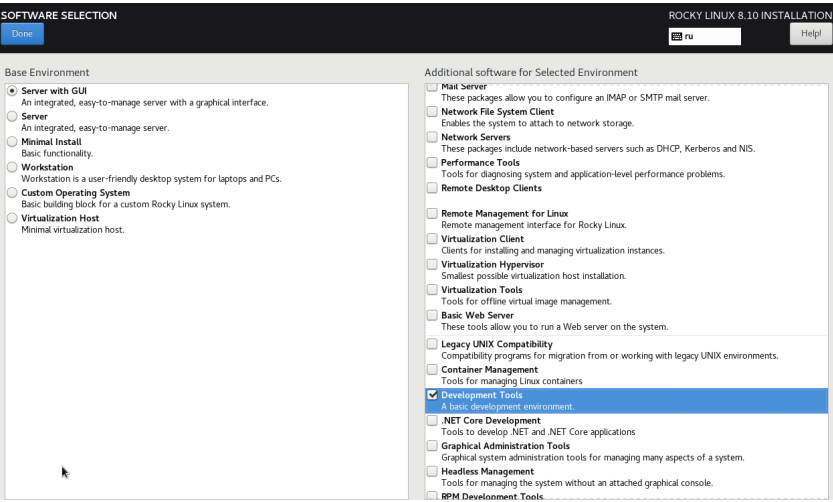 SOFTWARE SELECTION
ROCKY LINUX 8.10 INSTALLATION
Done
ru
Help!
Base Environment
Server with GUI
An integrated, easy-to-manage server with a graphical interface.
Server
An integrated, easy-to-manage server.
Minimal Install
Basic functionality.
Workstation
Workstation is a user-friendly desktop system for laptops and PCs.
Custom Operating System
Basic building block for a custom Rocky Linux system.
Virtualization Host
Minimal virtualization host.
Additional software for Selected Environment
Mail Server
These packages allow you to configure an IMAP or SMTP mail server.
Network File System Client
Enables the system to attach to network storage.
Network Servers
These packages include network-based servers such as DHCP, Kerberos and NIS.
Performance Tools
Tools for diagnosing system and application-level performance problems.
Remote Desktop Clients
Remote Management for Linux
Remote management interface for Rocky Linux.
Virtualization Client
Clients for installing and managing virtualization instances.
Virtualization Hypervisor
Smallest possible virtualization host installation.
Virtualization Tools
Tools for offline virtual image management.
Basic Web Server
These tools allow you to run a Web server on the system.
Legacy UNIX Compatibility
Compatibility programs for migration from or working with legacy UNIX environments.
Container Management
Tools for managing Linux containers
Development Tools
A basic development environment.
.NET Core Development
Tools to develop .NET and .NET Core applications
Graphical Administration Tools
Graphical system administration tools for managing many aspects of a system.
Headless Management
Tools for managing the system without an attached graphical console.
RPM Development Tools